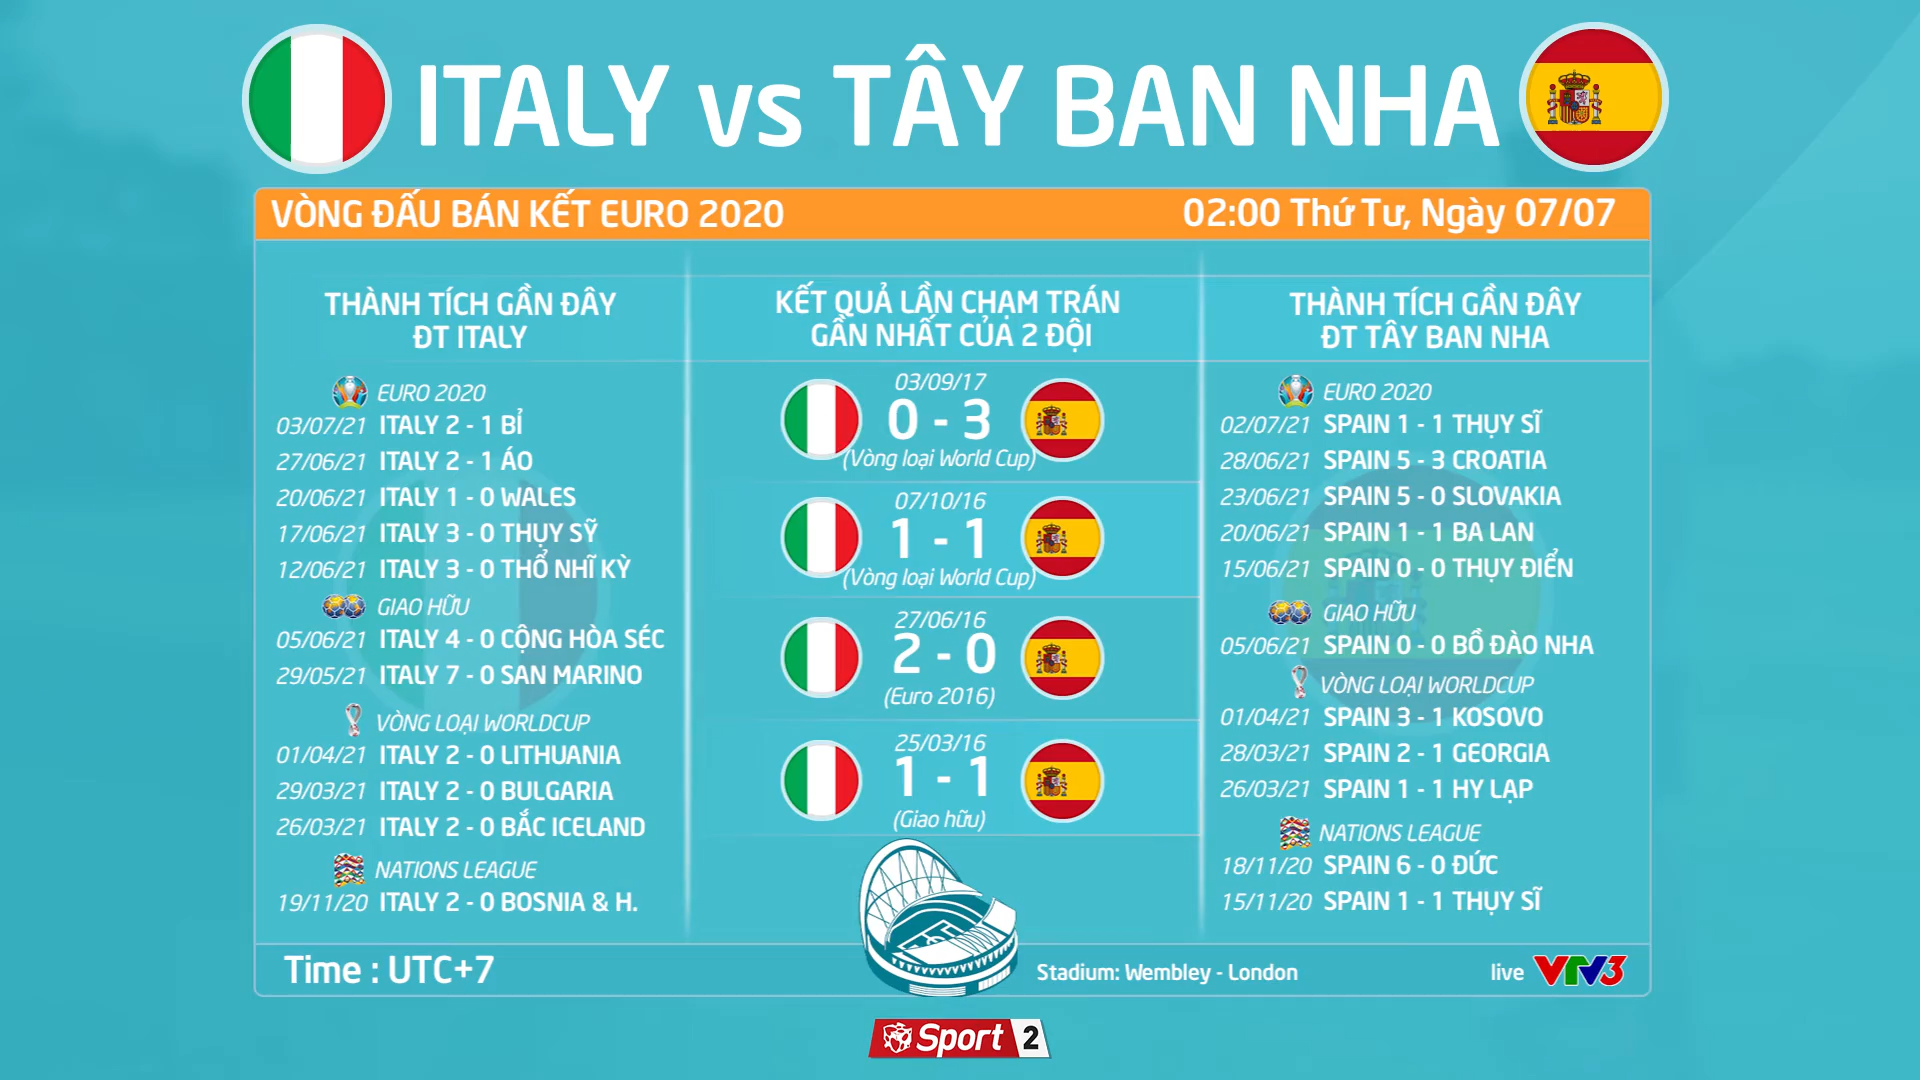 ITALY vs TÂY BAN NHA
VÒNG ĐẤU BÁN KẾT EURO 2020
02:00 Thứ Tư, Ngày 07/07
THÀNH TÍCH GẦN ĐÂY
ĐT ITALY
EURO 2020
03/07/21 ITALY 2 - 1 BỈ
27/06/21 ITALY 2 - 1 ÁO
20/06/21 ITALY 1 - 0 WALES
17/06/21 ITALY 3 - 0 THỤY SỸ
12/06/21 ITALY 3 - 0 THỔ NHĨ KỲ
GIAO HỮU
05/06/21 ITALY 4 - 0 CỘNG HÒA SÉC
29/05/21 ITALY 7 - 0 SAN MARINO
VÒNG LOẠI WORLDCUP
01/04/21 ITALY 2 - 0 LITHUANIA
29/03/21 ITALY 2 - 0 BULGARIA
26/03/21 ITALY 2 - 0 BẮC ICELAND
NATIONS LEAGUE
19/11/20 ITALY 2 - 0 BOSNIA & H.
KẾT QUẢ LẦN CHẠM TRÁN
GẦN NHẤT CỦA 2 ĐỘI
03/09/17
0 - 3
(Vòng loại World Cup)
07/10/16
1 - 1
(Vòng loại World Cup)
27/06/16
2 - 0
(Euro 2016)
25/03/16
1 - 1
(Giao hữu)
THÀNH TÍCH GẦN ĐÂY
ĐT TÂY BAN NHA
EURO 2020
02/07/21 SPAIN 1 - 1 THỤY SĨ
28/06/21 SPAIN 5 - 3 CROATIA
23/06/21 SPAIN 5 - 0 SLOVAKIA
20/06/21 SPAIN 1 - 1 BA LAN
15/06/21 SPAIN 0 - 0 THỤY ĐIỂN
GIAO HỮU
05/06/21 SPAIN 0 - 0 BỒ ĐÀO NHA
VÒNG LOẠI WORLDCUP
01/04/21 SPAIN 3 - 1 KOSOVO
28/03/21 SPAIN 2 - 1 GEORGIA
26/03/21 SPAIN 1 - 1 HY LẠP
NATIONS LEAGUE
18/11/20 SPAIN 6 - 0 ĐỨC
15/11/20 SPAIN 1 - 1 THỤY SĨ
Time : UTC+7
Stadium: Wembley - London
live VTV3
Sport 2